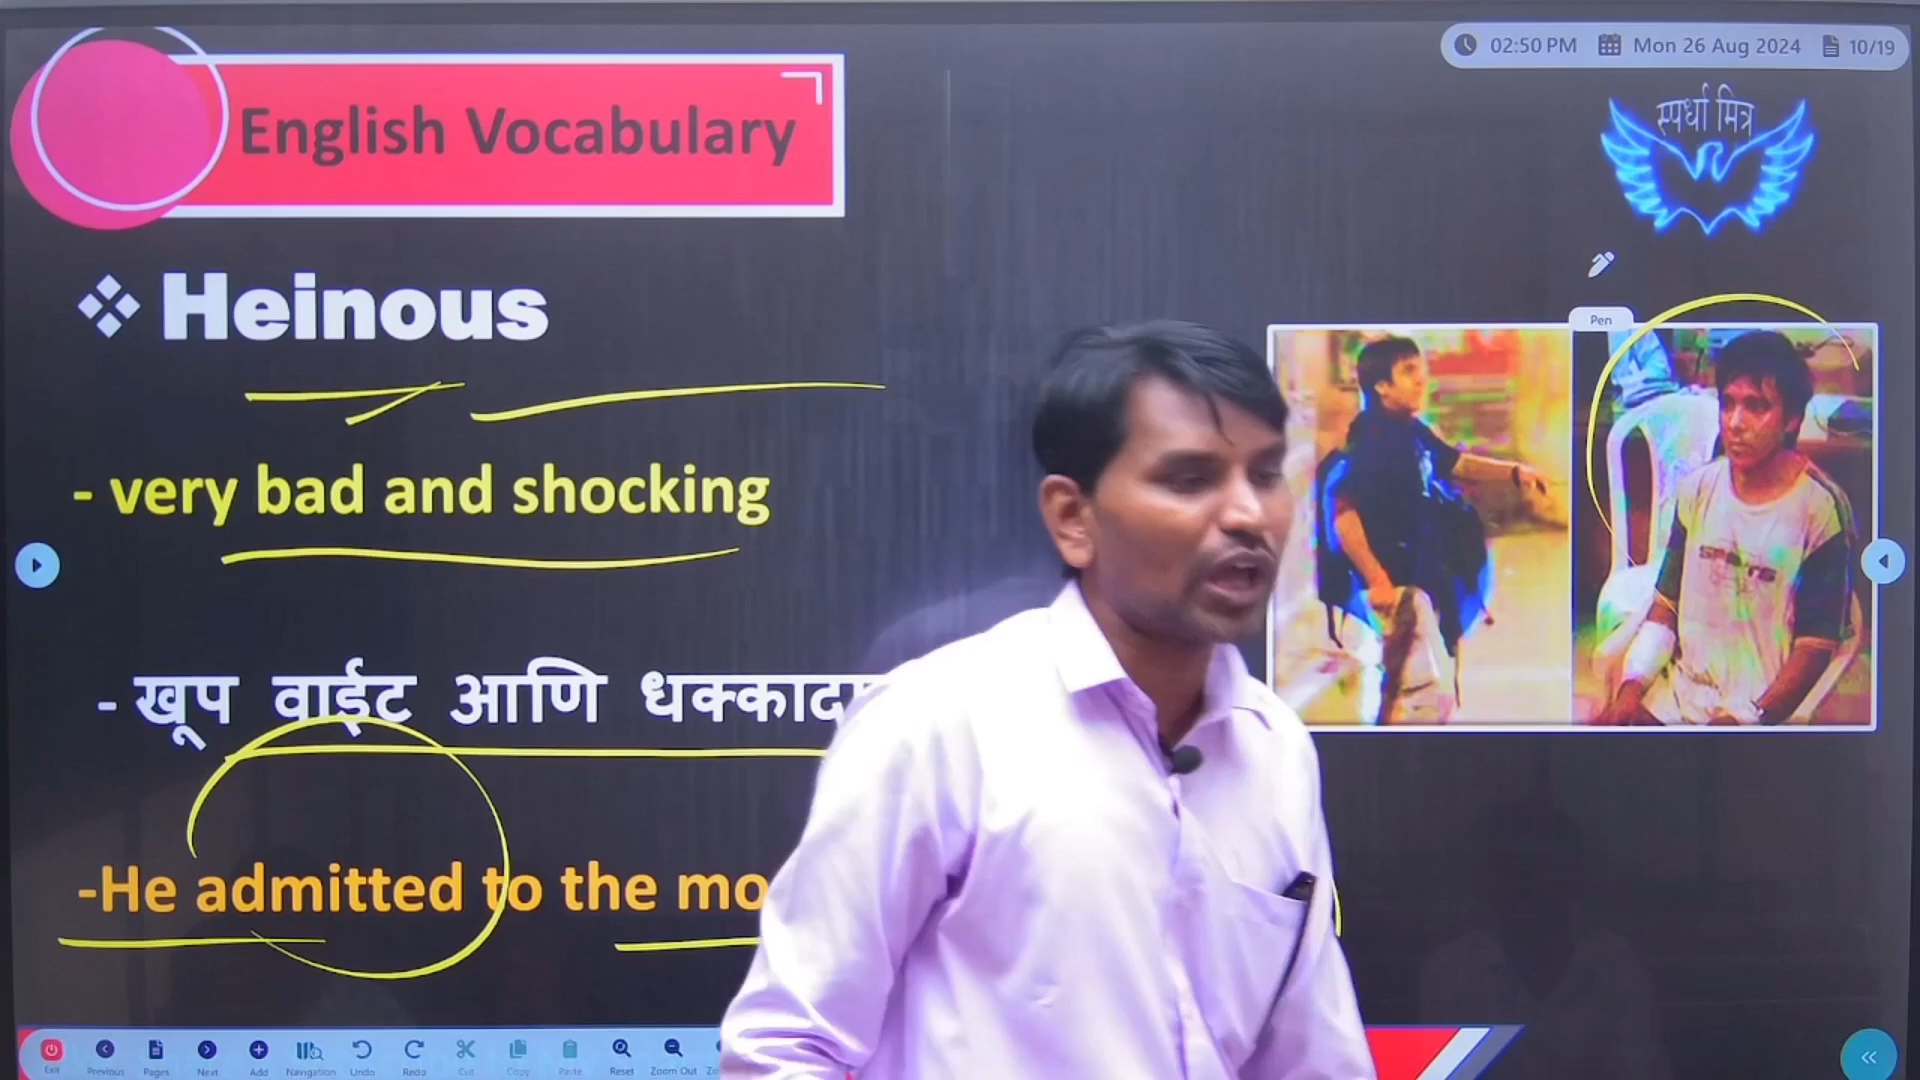 02:50 PM Mon 26 Aug 2024 10/19
English Vocabulary
स्पर्धा मित्र
Heinous
Pen
- very bad and shocking
SPORTS
- खूप वाईट आणि
-He admitted to the
Exit Previous Pages Next Add Navigation Undo Redo Cut Copy Paste Reset Zoom Out